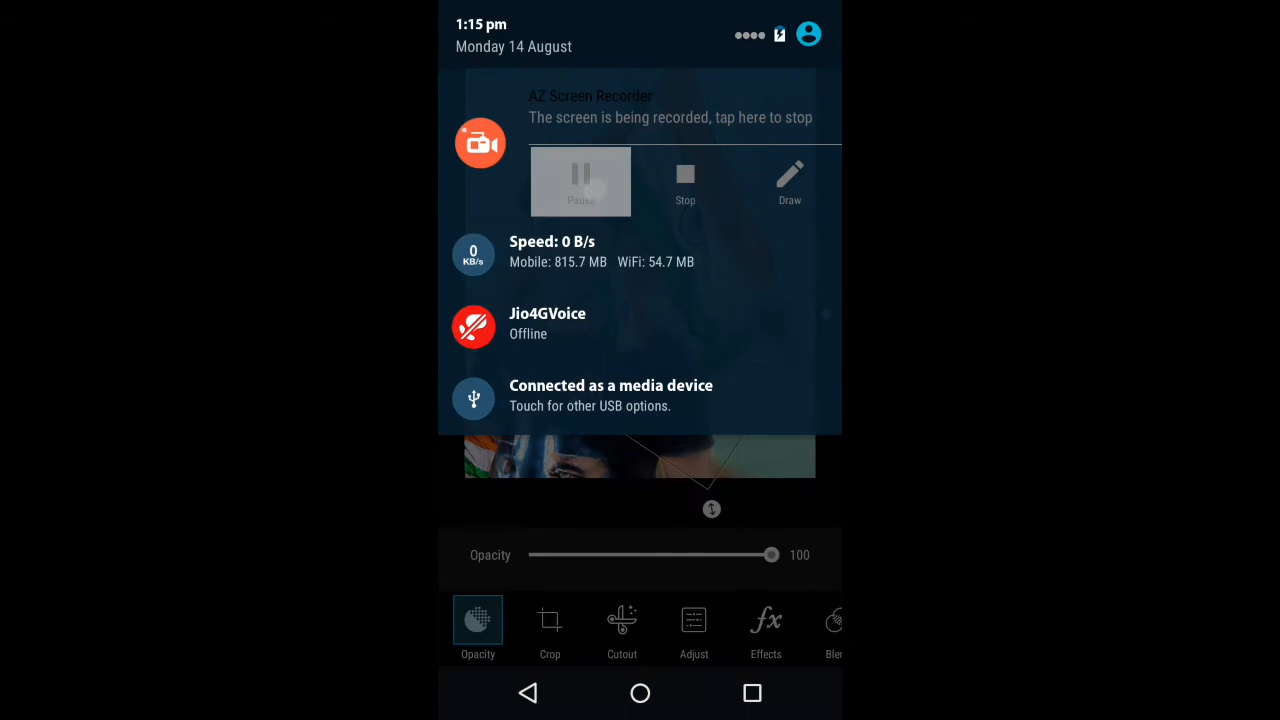 1:15 pm
Monday 14 August
AZ Screen Recorder
The screen is being recorded, tap here to stop
Pause
Stop
Draw
0
KB/s
Speed: 0 B/s
Mobile: 815.7 MB WiFi: 54.7 MB
Jio4GVoice
Offline
Connected as a media device
Touch for other USB options.
Opacity
100
Opacity
Crop
Cutout
Adjust
fx
Effects
Blen